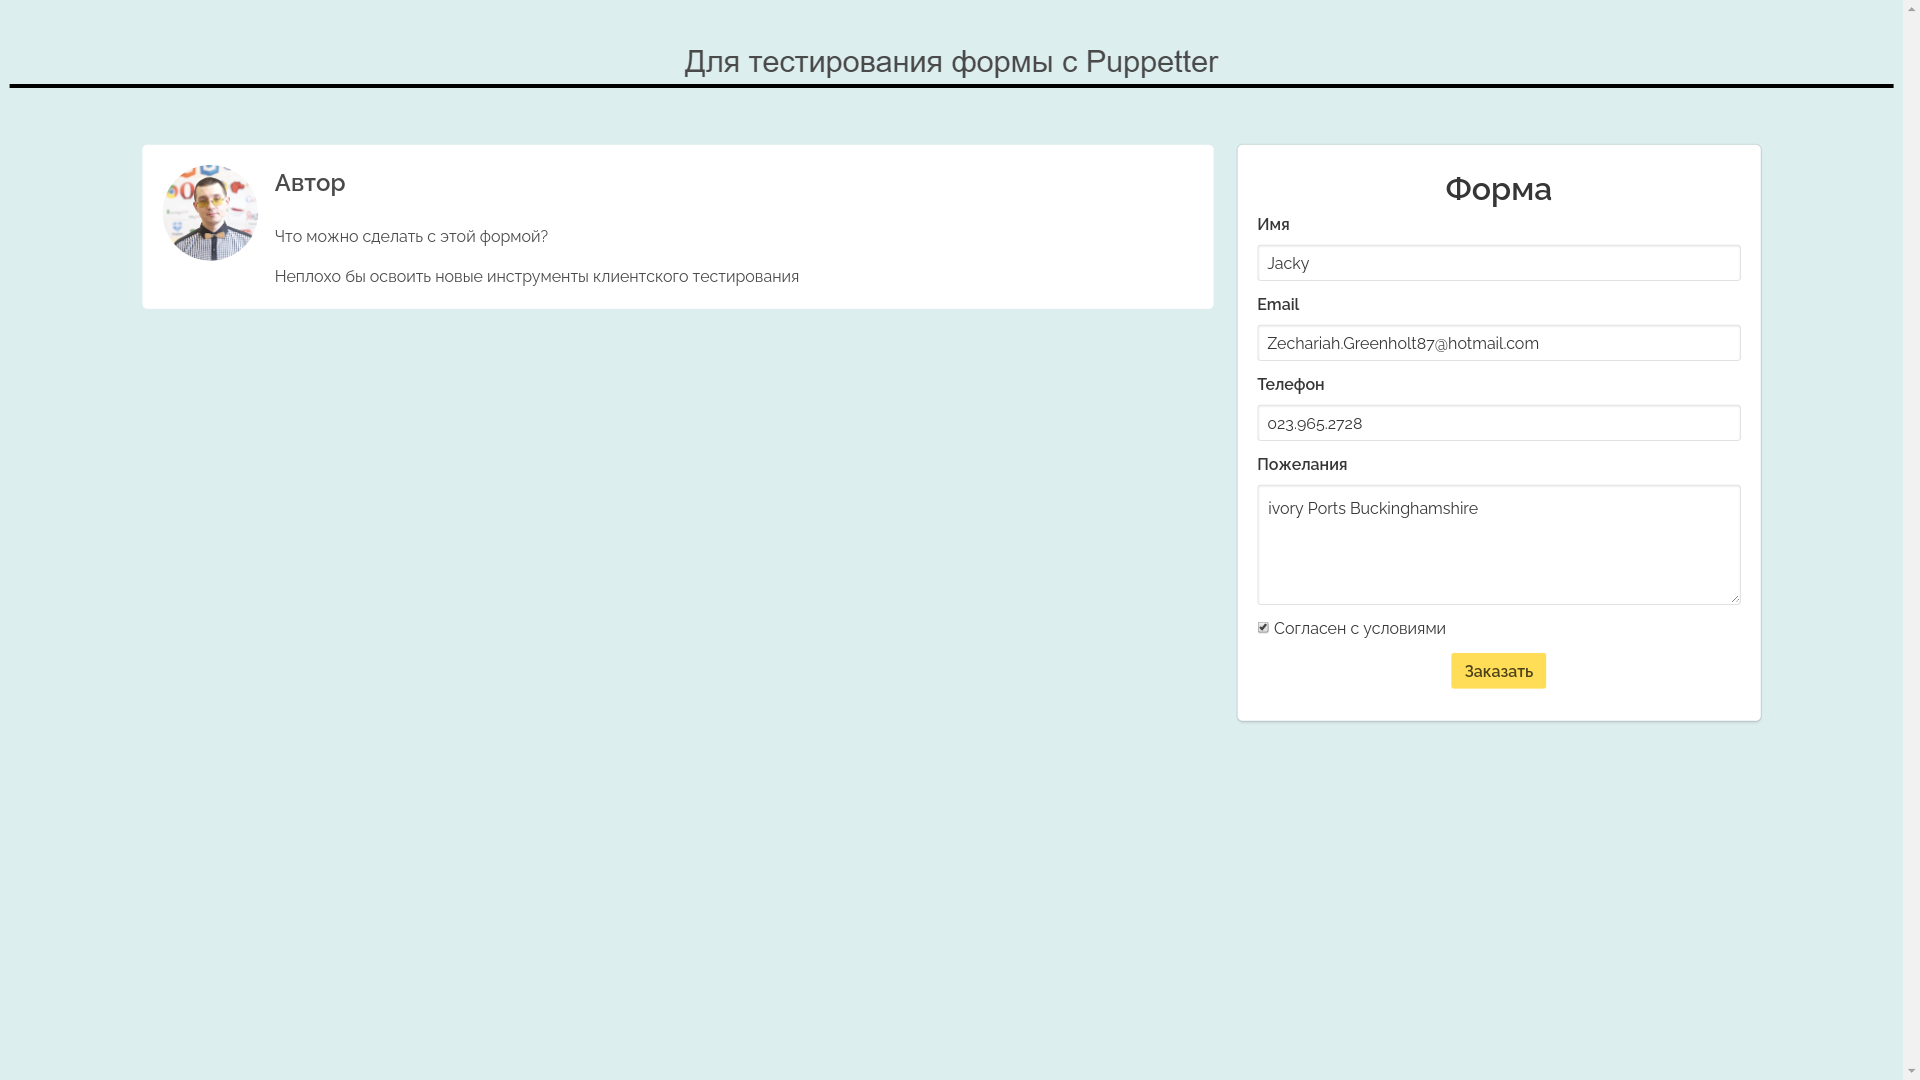 Для тестирования формы с Puppetter
Автор
Что можно сделать с этой формой?
Неплохо бы освоить новые инструменты клиентского тестирования
Форма
Имя
Jacky
Email
Zechariah.Greenholt87@hotmail.com
Телефон
023.965.2728
Пожелания
ivory Ports Buckinghamshire
Согласен с условиями
Заказать